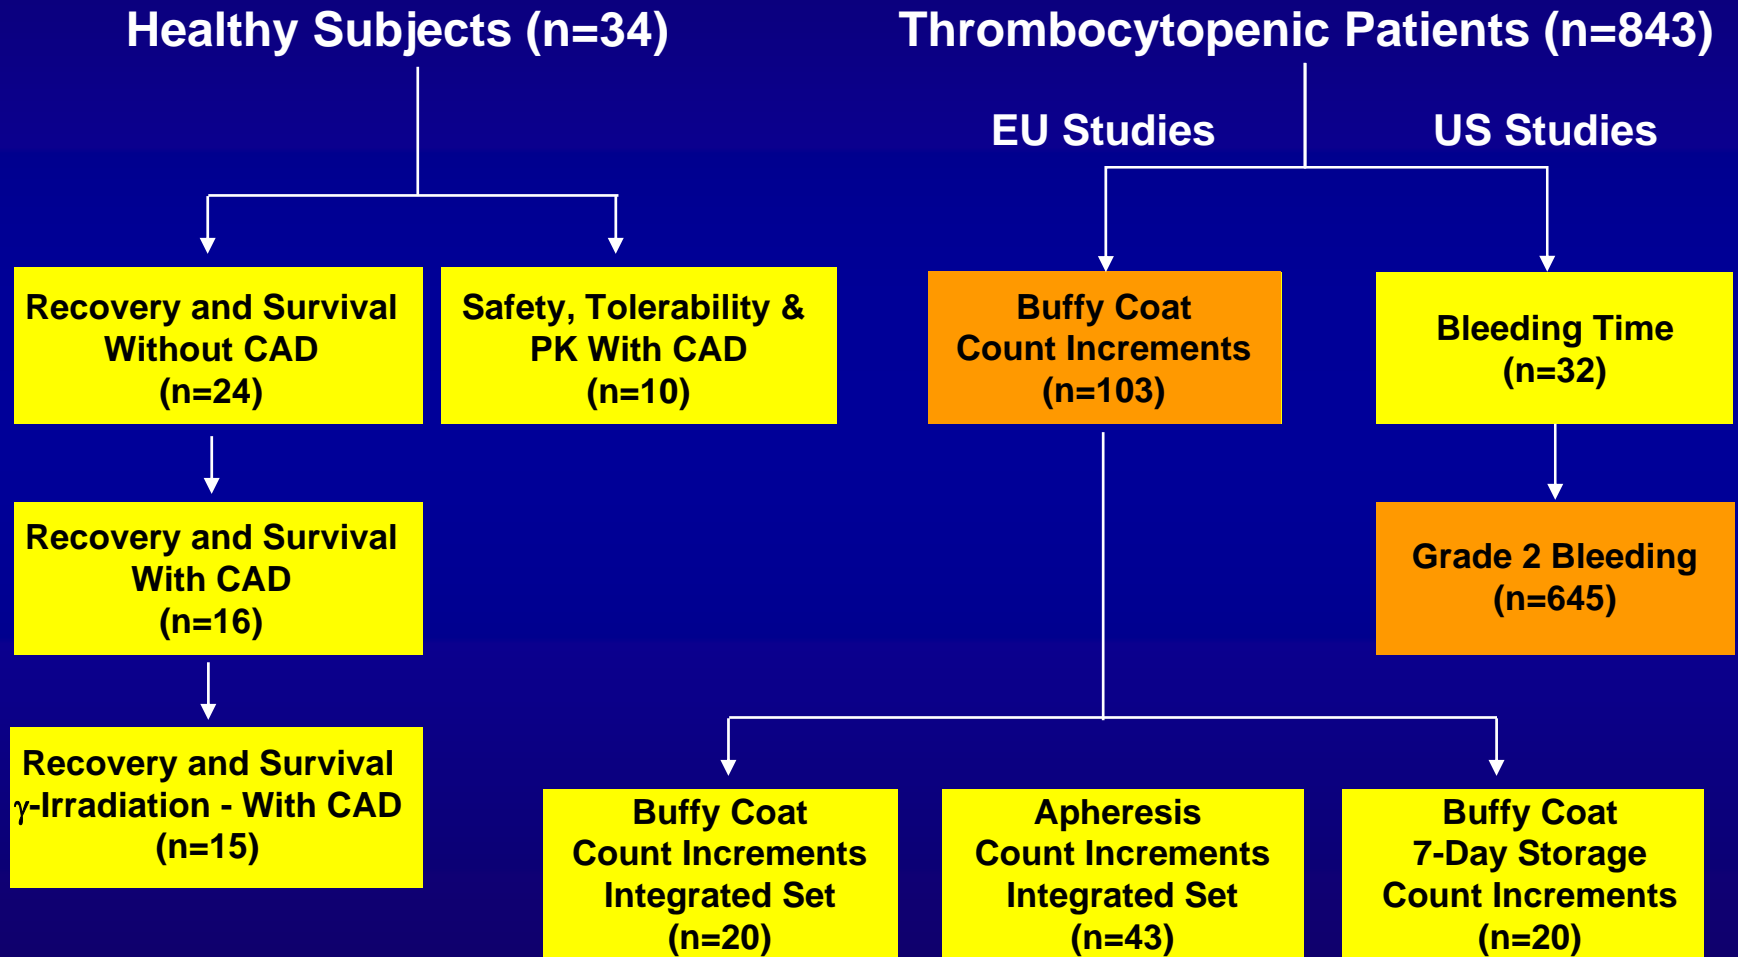 Healthy Subjects (n=34)
Thrombocytopenic Patients (n=843)
EU Studies
US Studies
Recovery and Survival
Without CAD
(n=24)
Safety, Tolerability &
PK With CAD
(n=10)
Buffy Coat
Count Increments
(n=103)
Bleeding Time
(n=32)
Recovery and Survival
With CAD
(n=16)
Grade 2 Bleeding
(n=645)
Recovery and Survival
γ-Irradiation - With CAD
(n=15)
Buffy Coat
Count Increments
Integrated Set
(n=20)
Apheresis
Count Increments
Integrated Set
(n=43)
Buffy Coat
7-Day Storage
Count Increments
(n=20)